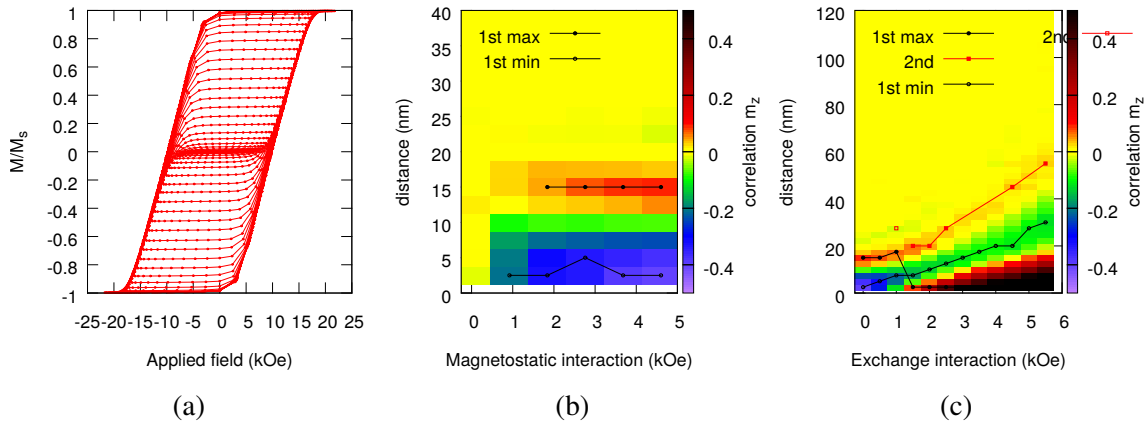 1
0.8
0.6
0.4
0.2
0
-0.2
-0.4
-0.6
-0.8
-1
M/Ms
-25 -20 -15 -10 -5 0 5 10 15 20 25
Applied field (kOe)
(a)
40
35
30
25
20
15
10
5
0
distance (nm)
1st max
1st min
0 1 2 3 4 5
Magnetostatic interaction (kOe)
0.4
0.2
0
-0.2
-0.4
correlation mz
(b)
120
100
80
60
40
20
0
distance (nm)
1st max
2nd
1st min
2nd
0 1 2 3 4 5 6
Exchange interaction (kOe)
0.4
0.2
0
-0.2
-0.4
correlation mz
(c)